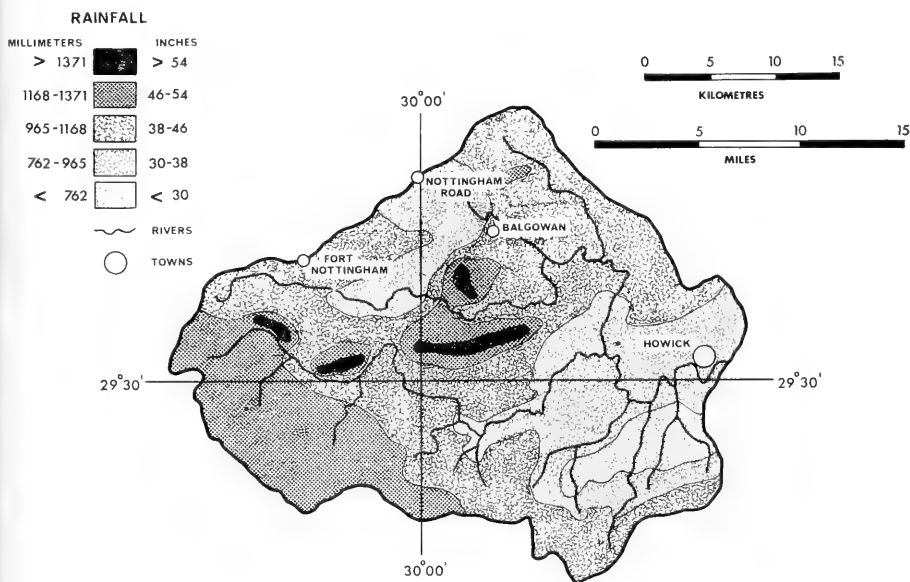 RAINFALL
MILLIMETERS INCHES
> 1371 > 54
1168-1371 46-54
965-1168 38-46
762-965 30-38
< 762 < 30
RIVERS
TOWNS
0 5 10 15
KILOMETRES
0 5 10 15
MILES
30°00'
NOTTINGHAM
ROAD
BALGOWAN
FORT
NOTTINGHAM
HOWICK
29°30' 29°30'
30°00'